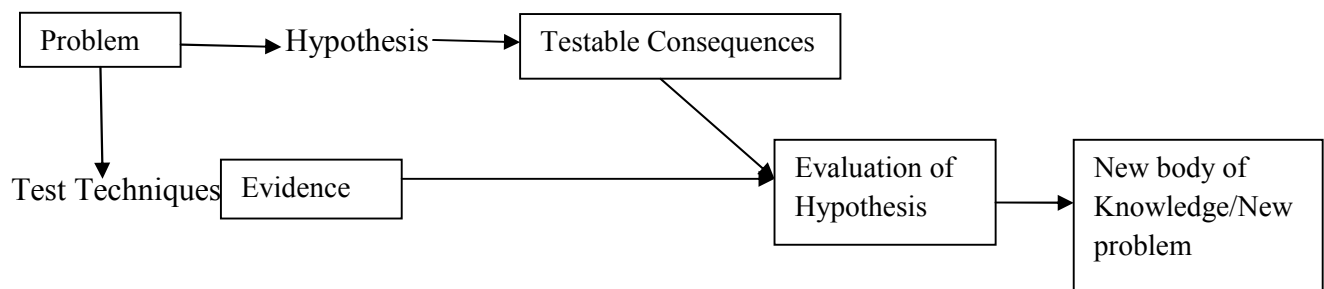 Problem
Hypothesis
Testable Consequences
Test Techniques
Evidence
Evaluation of
Hypothesis
New body of
Knowledge/New
problem